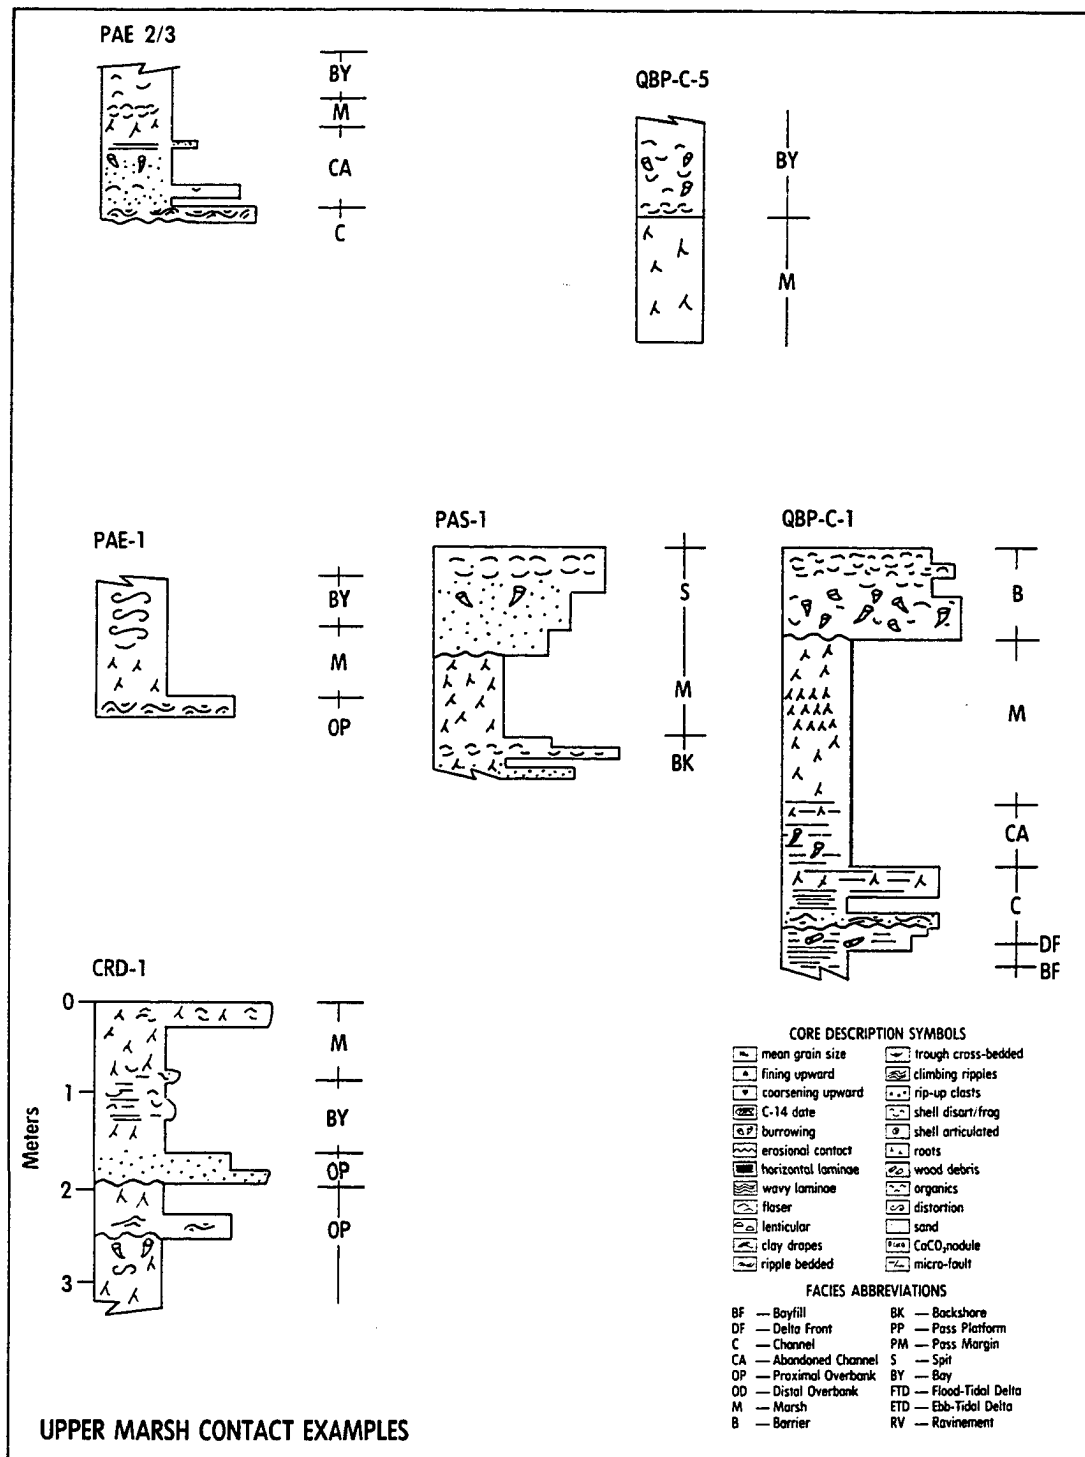 PAE 2/3
BY
M
CA
C
QBP-C-5
BY
M
PAE-1
BY
M
OP
PAS-1
S
M
BK
QBP-C-1
B
M
CA
C
DF
BF
CRD-1
0
1
2
3
Meters
M
BY
OP
OP
CORE DESCRIPTION SYMBOLS
mean grain size
fining upward
coarsening upward
C-14 date
burrowing
erosional contact
horizontal laminae
wavy laminae
flaser
lenticular
clay drapes
ripple bedded
trough cross-bedded
climbing ripples
rip-up clasts
shell disart/frag
shell articulated
roots
wood debris
organics
distortion
sand
CaCO₃nodule
micro-fault
FACIES ABBREVIATIONS
BF — Bayfill
DF — Delta Front
C — Channel
CA — Abandoned Channel
OP — Proximal Overbank
OD — Distal Overbank
M — Marsh
B — Barrier
BK — Backshore
PP — Pass Platform
PM — Pass Margin
S — Spit
BY — Bay
FTD — Flood-Tidal Delta
ETD — Ebb-Tidal Delta
RV — Ravinement
UPPER MARSH CONTACT EXAMPLES